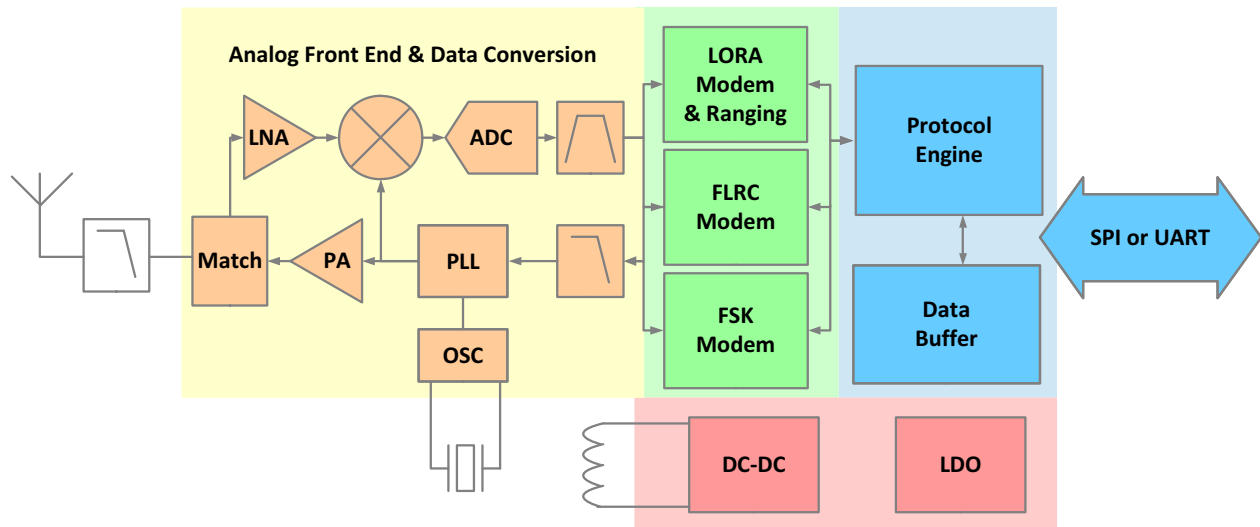 Analog Front End & Data Conversion
LNA
ADC
Match
PA
PLL
OSC
LORA
Modem
& Ranging
FLRC
Modem
FSK
Modem
Protocol
Engine
Data
Buffer
SPI or UART
DC-DC
LDO